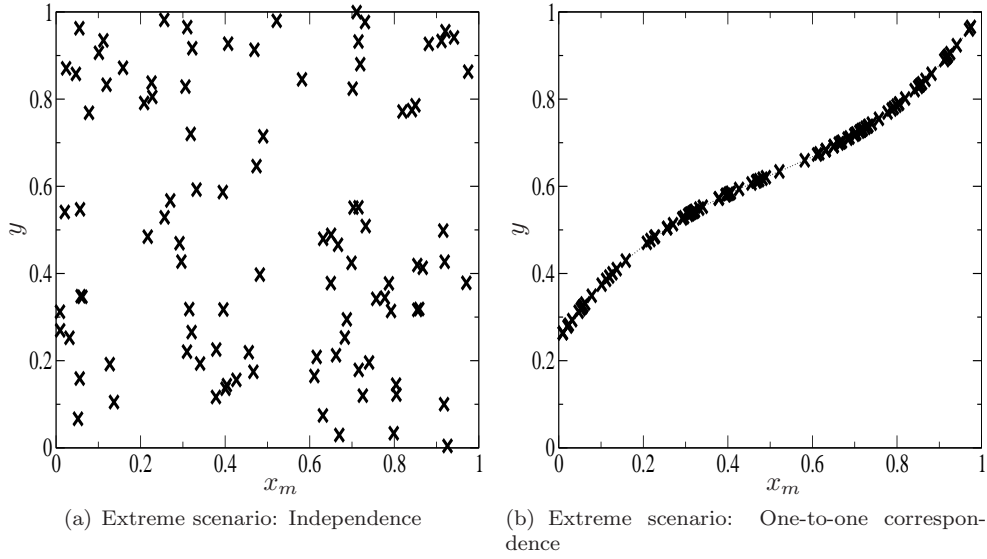 1
0.8
0.6
y
0.4
0.2
0
0 0.2 0.4 0.6 0.8 1
x_m
(a) Extreme scenario: Independence
1
0.8
0.6
y
0.4
0.2
0
0 0.2 0.4 0.6 0.8 1
x_m
(b) Extreme scenario: One-to-one correspon-
dence